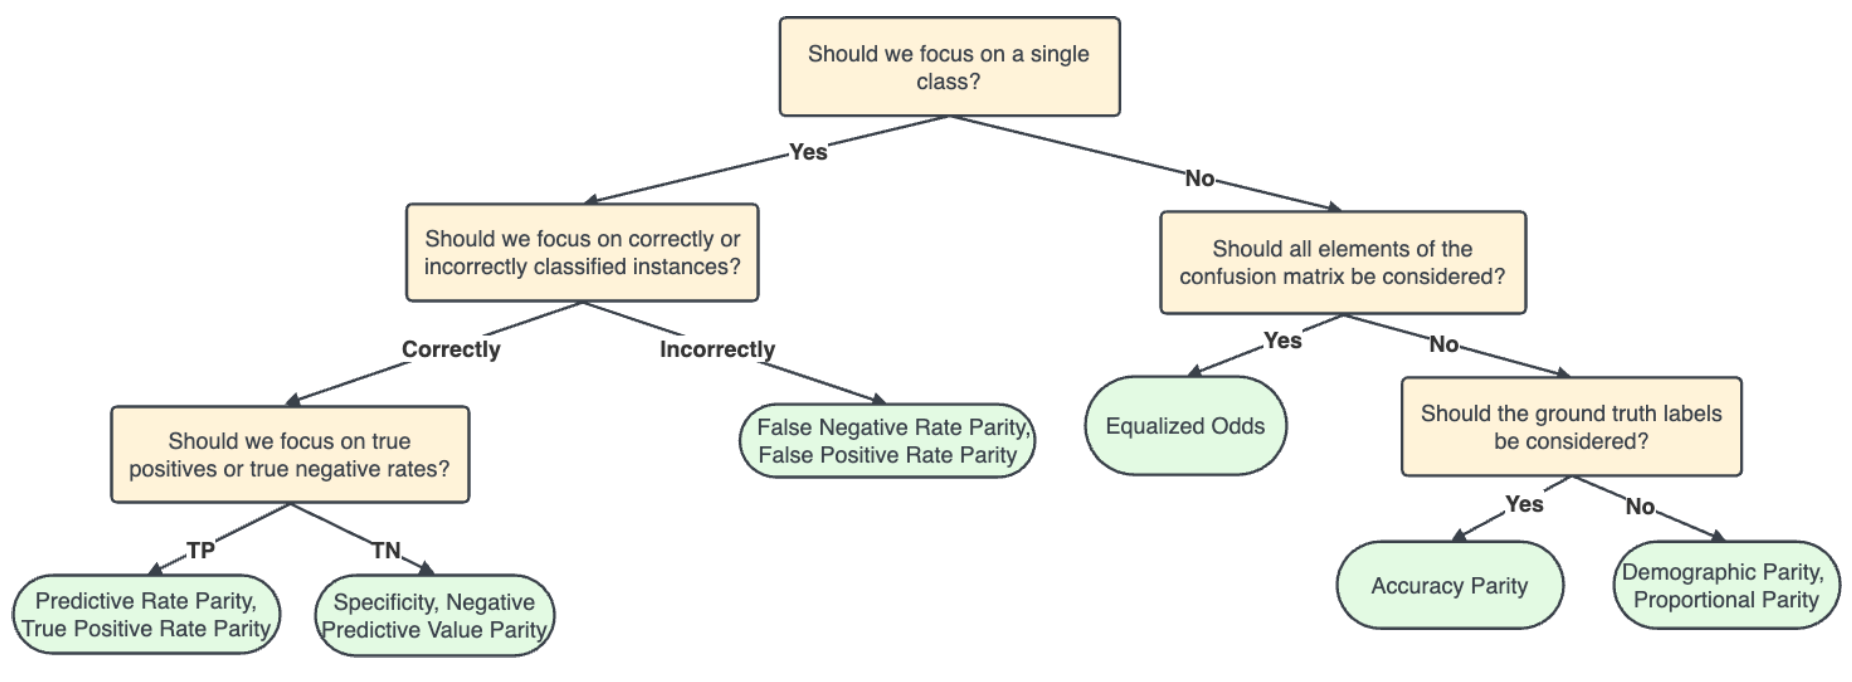 Should we focus on a single
class?
Yes
No
Should we focus on correctly or
incorrectly classified instances?
Should all elements of the
confusion matrix be considered?
Correctly
Incorrectly
Yes
No
Should we focus on true
positives or true negative rates?
False Negative Rate Parity,
False Positive Rate Parity
Equalized Odds
Should the ground truth labels
be considered?
TP
TN
Yes
No
Predictive Rate Parity,
True Positive Rate Parity
Specificity, Negative
Predictive Value Parity
Accuracy Parity
Demographic Parity,
Proportional Parity